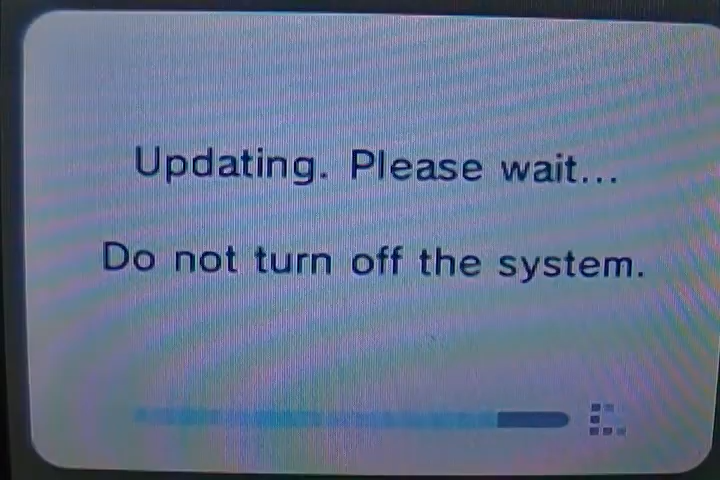 Updating. Please wait...
Do not turn off the system.